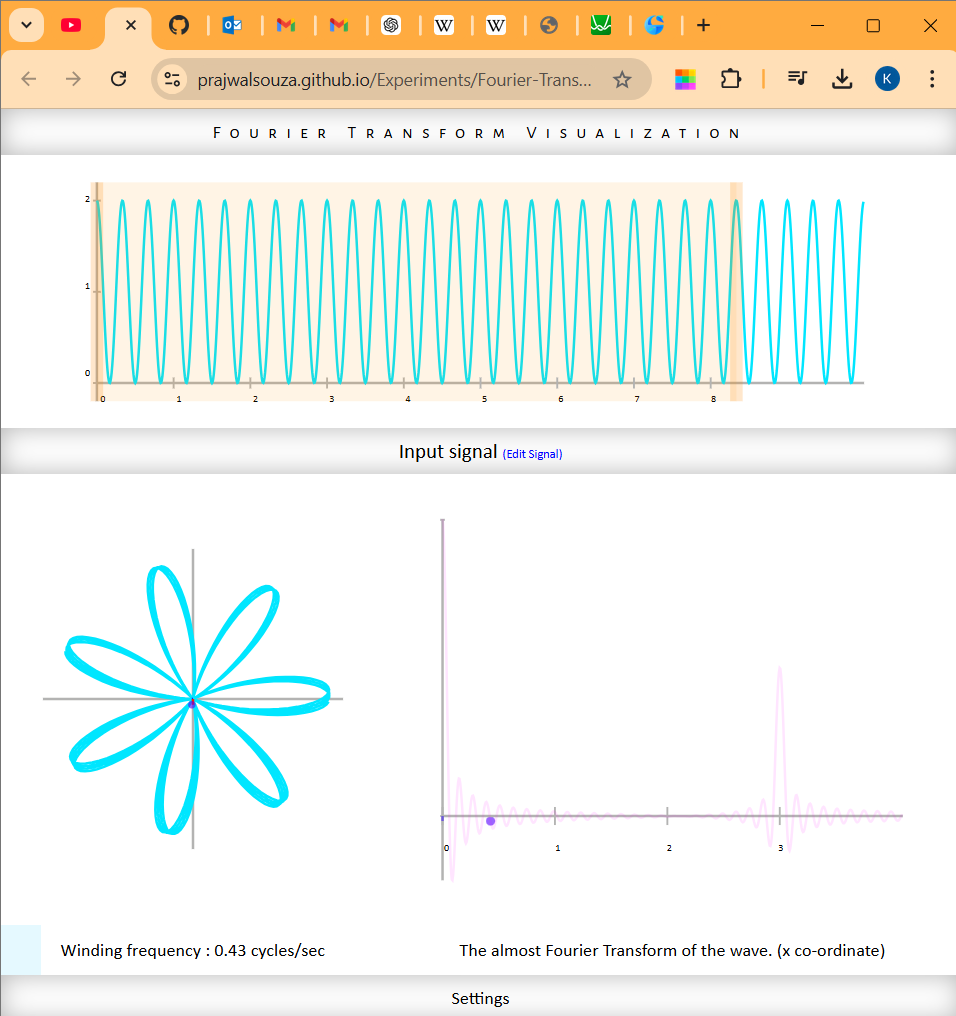 prajwalsouza.github.io/Experiments/Fourier-Trans...
K
Fourier Transform Visualization
2
1
0
0 1 2 3 4 5 6 7 8
Input signal (Edit Signal)
0 1 2 3
Winding frequency : 0.43 cycles/sec
The almost Fourier Transform of the wave. (x co-ordinate)
Settings